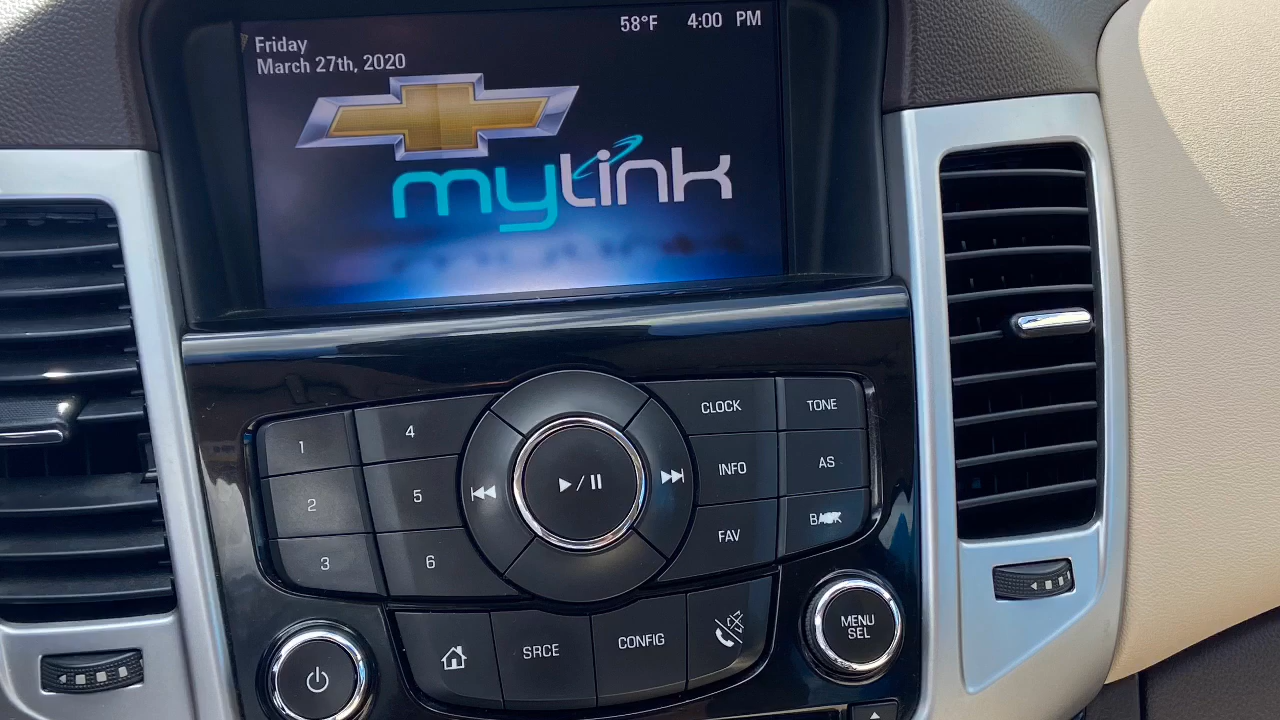 58°F 4:00 PM
Friday
March 27th, 2020
mylink
1 4 CLOCK TONE
2 5 INFO AS
3 6 FAV BACK
SRCE CONFIG
MENU
SEL